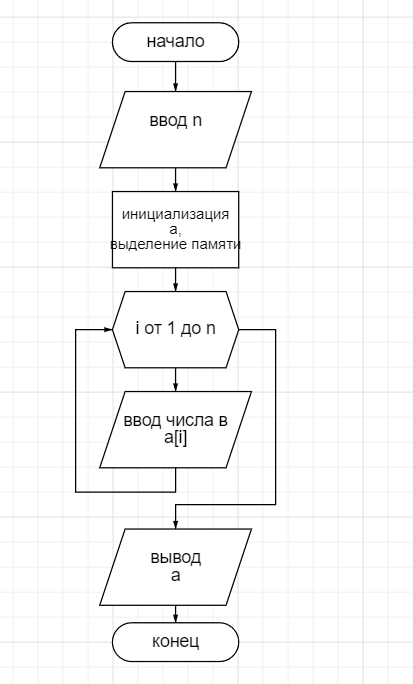 начало
ввод n
инициализация
a,
выделение памяти
i от 1 до n
ввод числа в
a[i]
вывод
a
конец